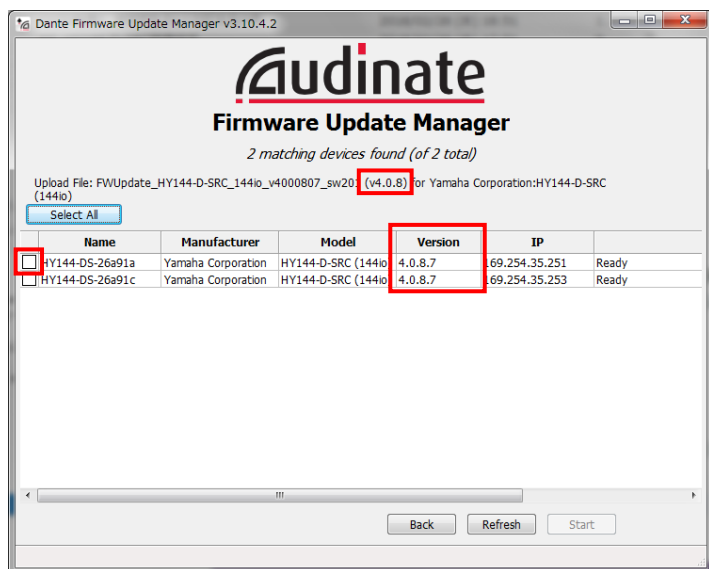 Dante Firmware Update Manager v3.10.4.2
Audinate
Firmware Update Manager
2 matching devices found (of 2 total)
Upload File: FWUpdate_HY144-D-SRC_144io_v4000807_sw201 (v4.0.8) for Yamaha Corporation:HY144-D-SRC
(144io)
Select All
Name Manufacturer Model Version IP
HY144-DS-26a91a Yamaha Corporation HY144-D-SRC (144io 4.0.8.7 169.254.35.251 Ready
HY144-DS-26a91c Yamaha Corporation HY144-D-SRC (144io 4.0.8.7 169.254.35.253 Ready
Back Refresh Start